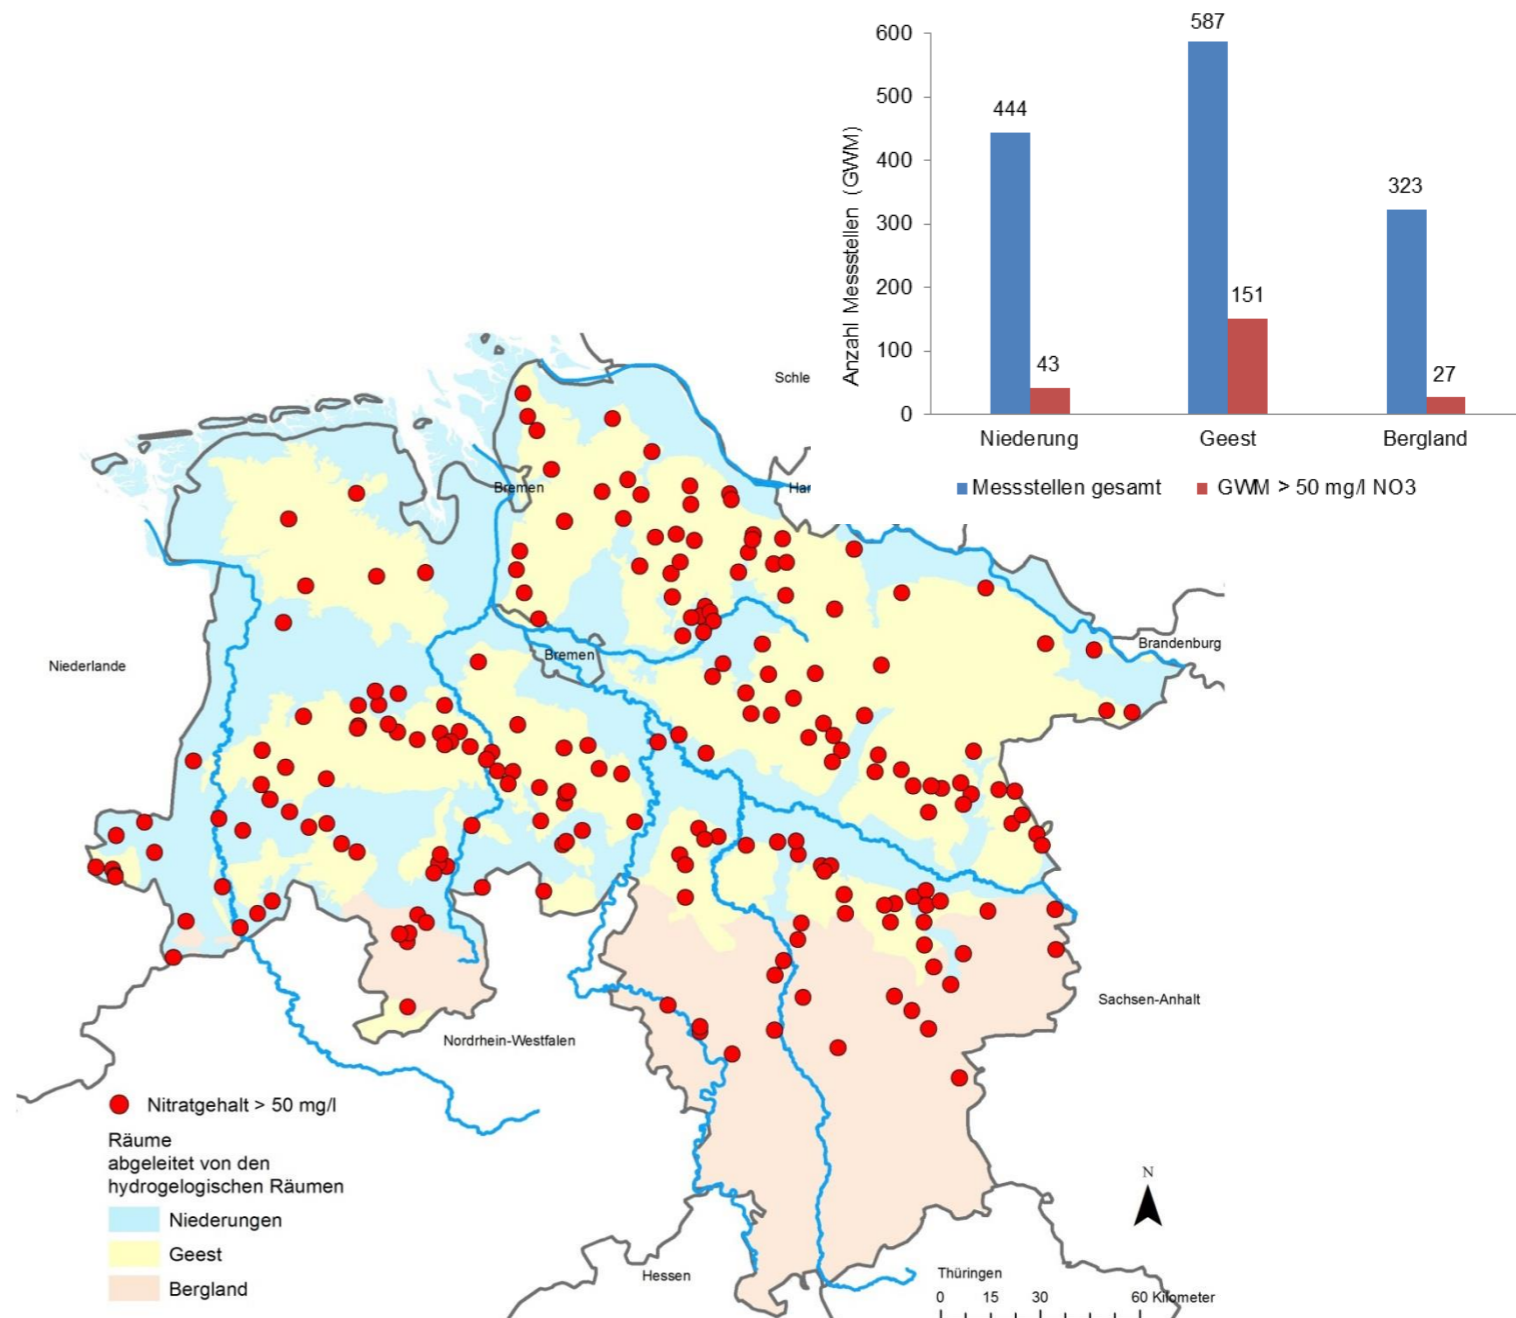 587
600
500
444
400
323
300
200
151
100
43
27
0
Anzahl Messstellen (GWM)
Niederung
Geest
Bergland
Messstellen gesamt
GWM > 50 mg/l NO3
Schle
Har
Bremen
Bremen
Niederlande
Brandenburg
Sachsen-Anhalt
Nordrhein-Westfalen
Hessen
Thüringen
Nitratgehalt > 50 mg/l
Räume
abgeleitet von den
hydrogelogischen Räumen
Niederungen
Geest
Bergland
N
0 15 30 60 Kilometer